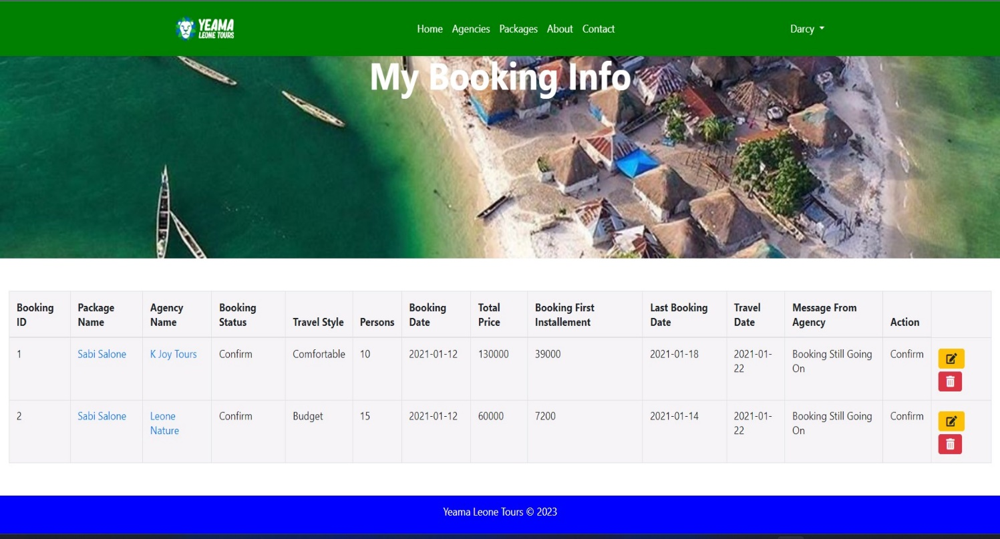 YEAMA
LEONE TOURS
Home Agencies Packages About Contact
Darcy
My Booking Info
Booking ID Package Name Agency Name Booking Status Travel Style Persons Booking Date Total Price Booking First Installement Last Booking Date Travel Date Message From Agency Action
1 Sabi Salone K Joy Tours Confirm Comfortable 10 2021-01-12 130000 39000 2021-01-18 2021-01-22 Booking Still Going On Confirm
2 Sabi Salone Leone Nature Confirm Budget 15 2021-01-12 60000 7200 2021-01-14 2021-01-22 Booking Still Going On Confirm
Yeama Leone Tours © 2023